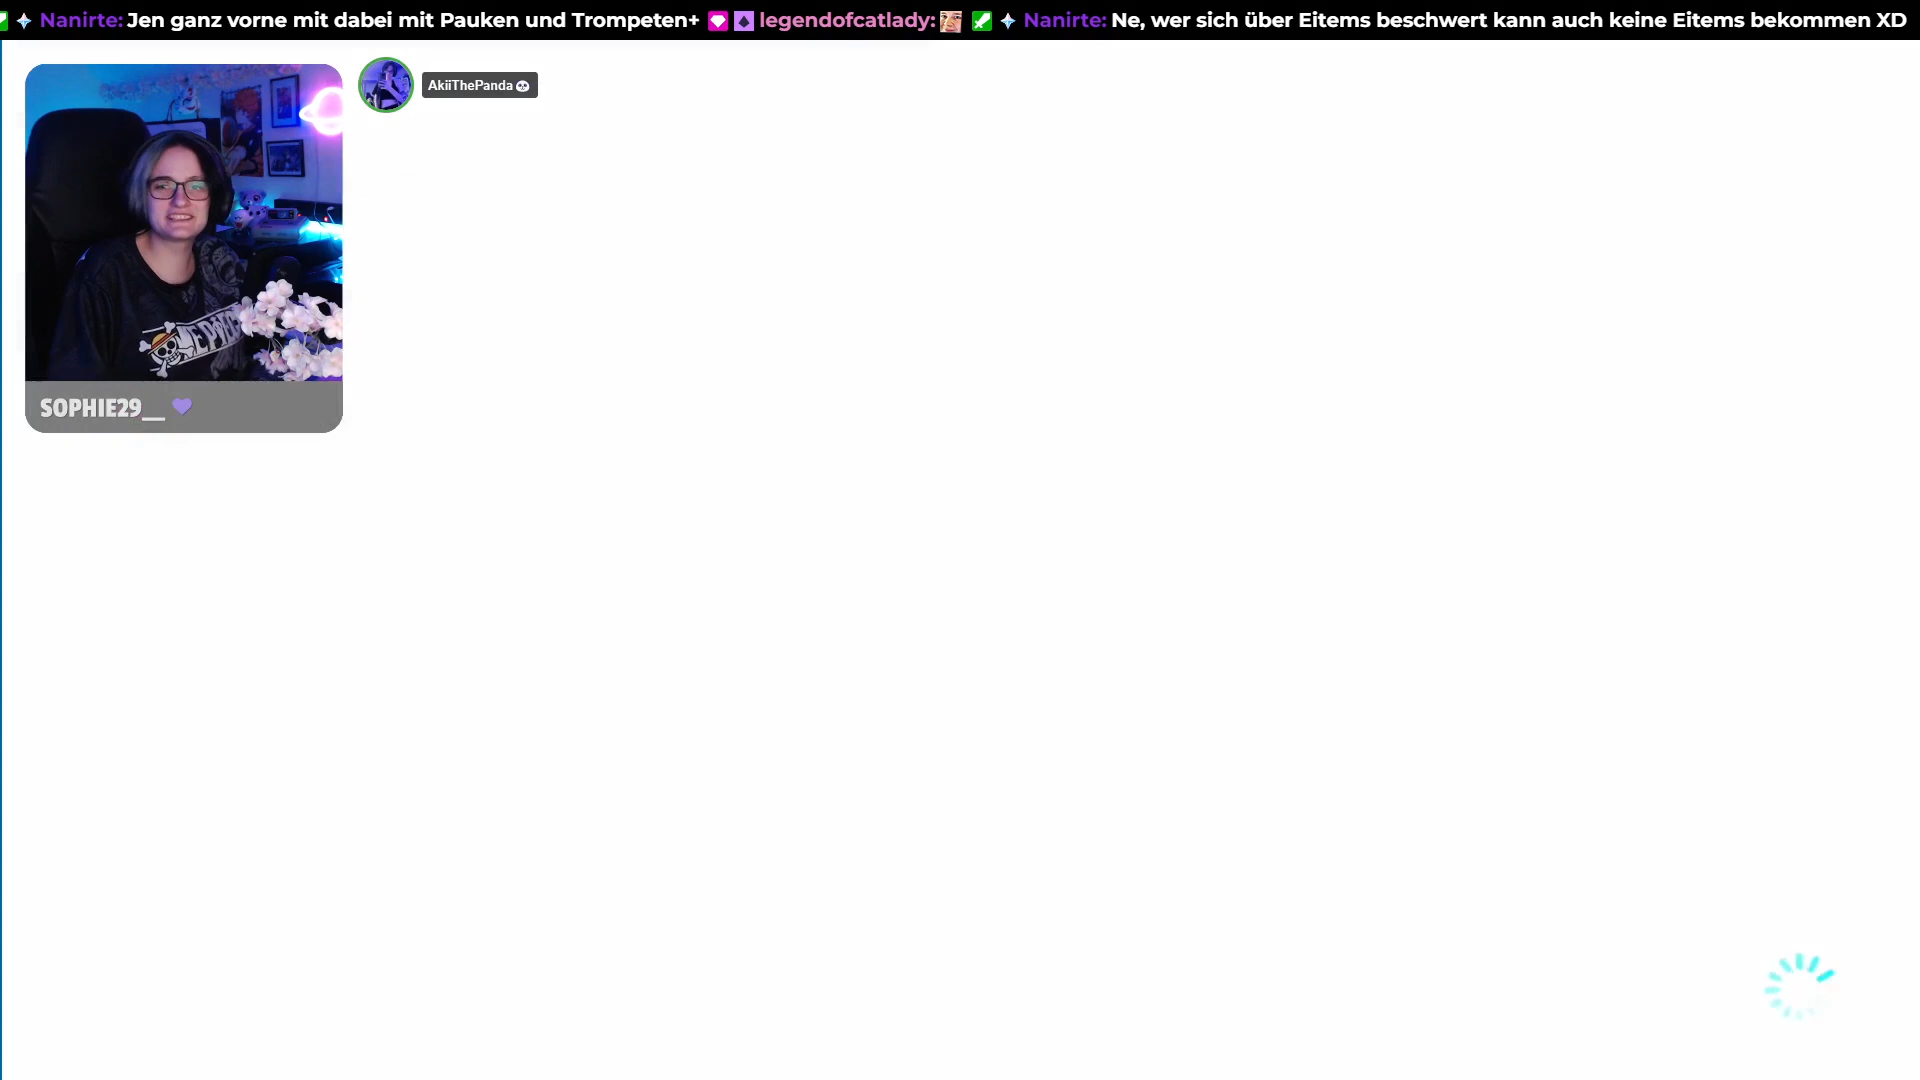 Nanirte: Jen ganz vorne mit dabei mit Pauken und Trompeten+ legendofcatlady: Nanirte: Ne, wer sich über Eitems beschwert kann auch keine Eitems bekommen XD
AkiiThePanda
SOPHIE29__